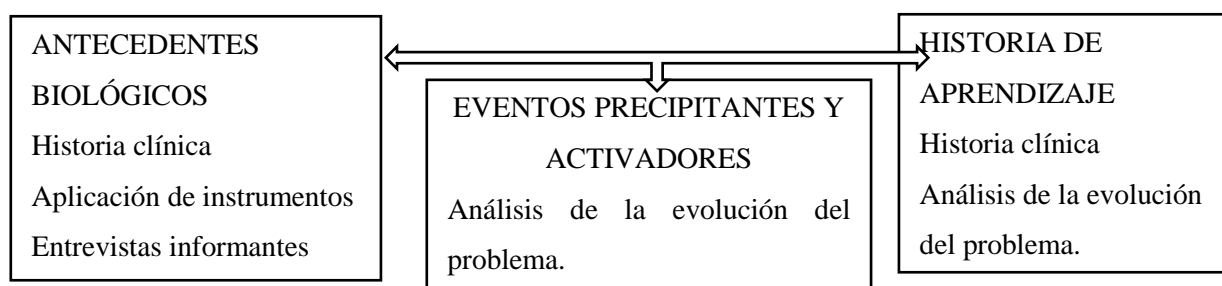 ANTECEDENTES
BIOLÓGICOS
Historia clínica
Aplicación de instrumentos
Entrevistas informantes
EVENTOS PRECIPITANTES Y
ACTIVADORES
Análisis de la evolución del
problema.
HISTORIA DE
APRENDIZAJE
Historia clínica
Análisis de la evolución
del problema.